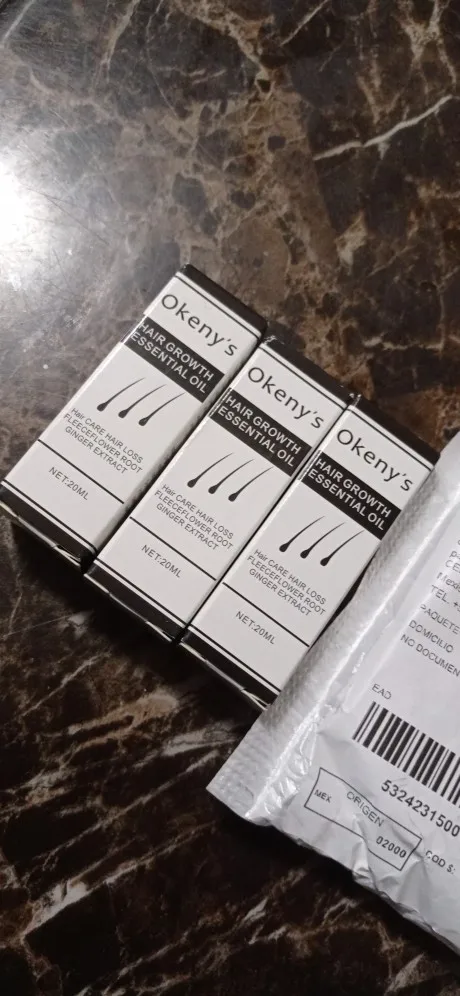 Okeny's
HAIR GROWTH
ESSENTIAL OIL
Hair CARE HAIR LOSS
FLEECEFLOWER ROOT
GINGER EXTRACT
NET:20ML
Okeny's
HAIR GROWTH
ESSENTIAL OIL
Hair CARE HAIR LOSS
FLEECEFLOWER ROOT
GINGER EXTRACT
NET:20ML
Okeny's
HAIR GROWTH
ESSENTIAL OIL
Hair CARE HAIR LOSS
FLEECEFLOWER ROOT
GINGER EXTRACT
NET:20ML
TEL.
PAQUETE
DOMICILIO
NO DOCUMEN
EAD
5324231500
MEX
ORIGEN
02000
COD $: